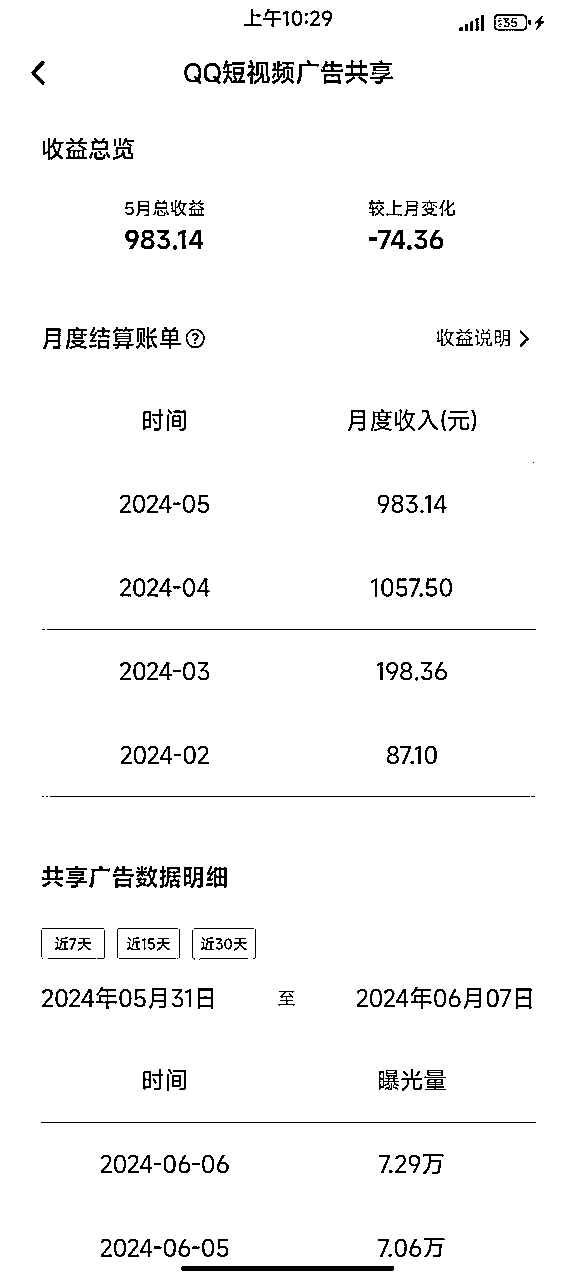 上午10:29
35
QQ短视频广告共享
收益总览
5月总收益 较上月变化
983.14 -74.36
月度结算账单? 收益说明
时间 月度收入(元)
2024-05 983.14
2024-04 1057.50
2024-03 198.36
2024-02 87.10
共享广告数据明细
近7天 近15天 近30天
2024年05月31日 至 2024年06月07日
时间 曝光量
2024-06-06 7.29万
2024-06-05 7.06万